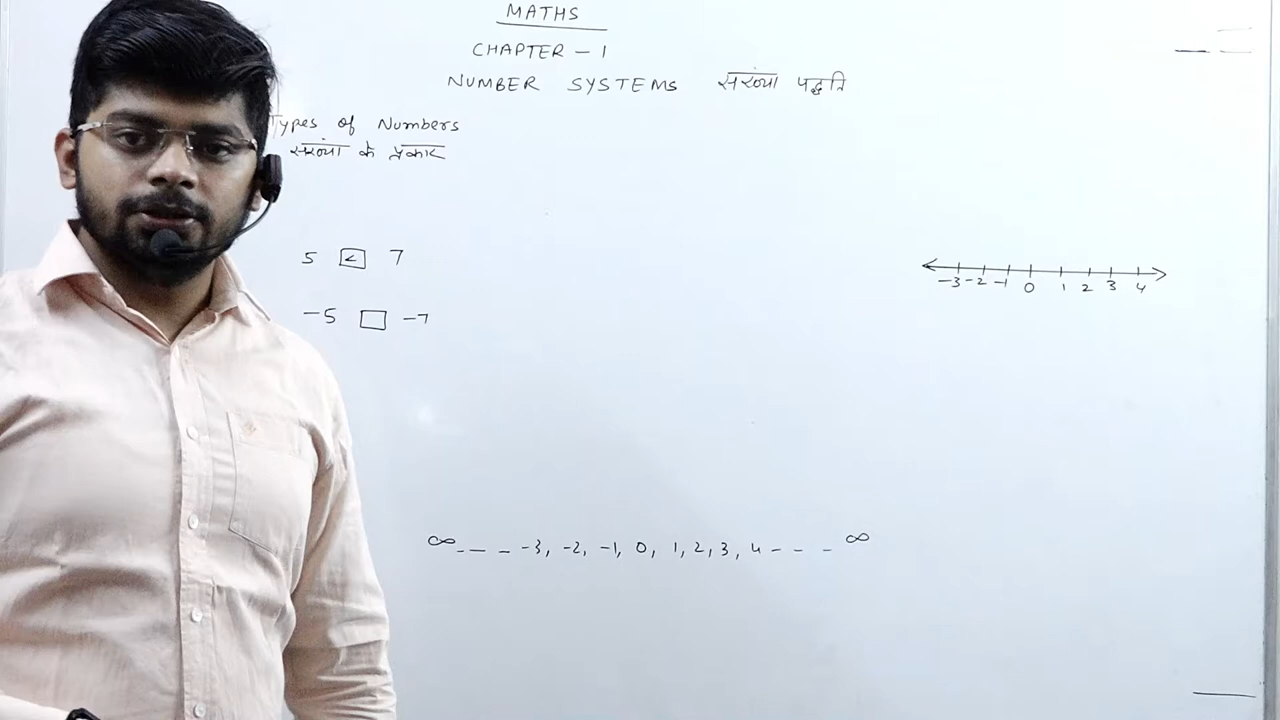 MATHS
CHAPTER - 1
NUMBER SYSTEMS संख्या पद्धति
Types of Numbers
संख्या के प्रकार
5 < 7
-5 □ -7
-3 -2 -1 0 1 2 3 4
∞ - - - -3, -2, -1, 0, 1, 2, 3, 4 - - - ∞